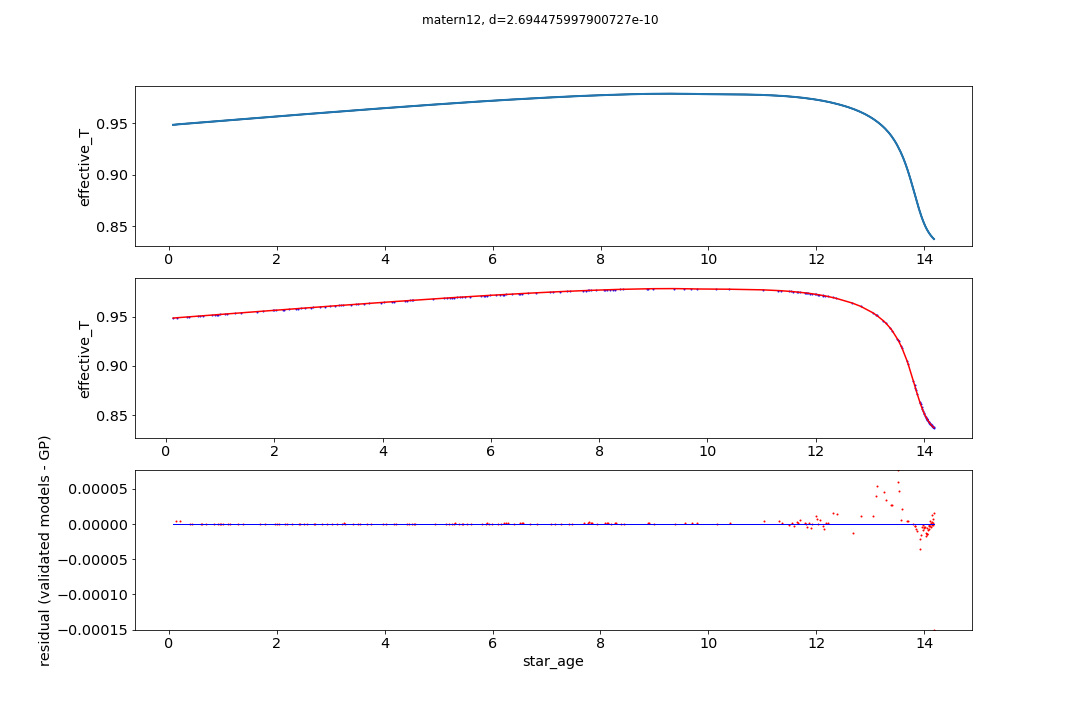 matern12, d=2.694475997900727e-10
effective_T
0.95
0.90
0.85
0 2 4 6 8 10 12 14
effective_T
0.95
0.90
0.85
0 2 4 6 8 10 12 14
residual (validated models - GP)
0.00005
0.00000
−0.00005
−0.00010
−0.00015
0 2 4 6 8 10 12 14
star_age